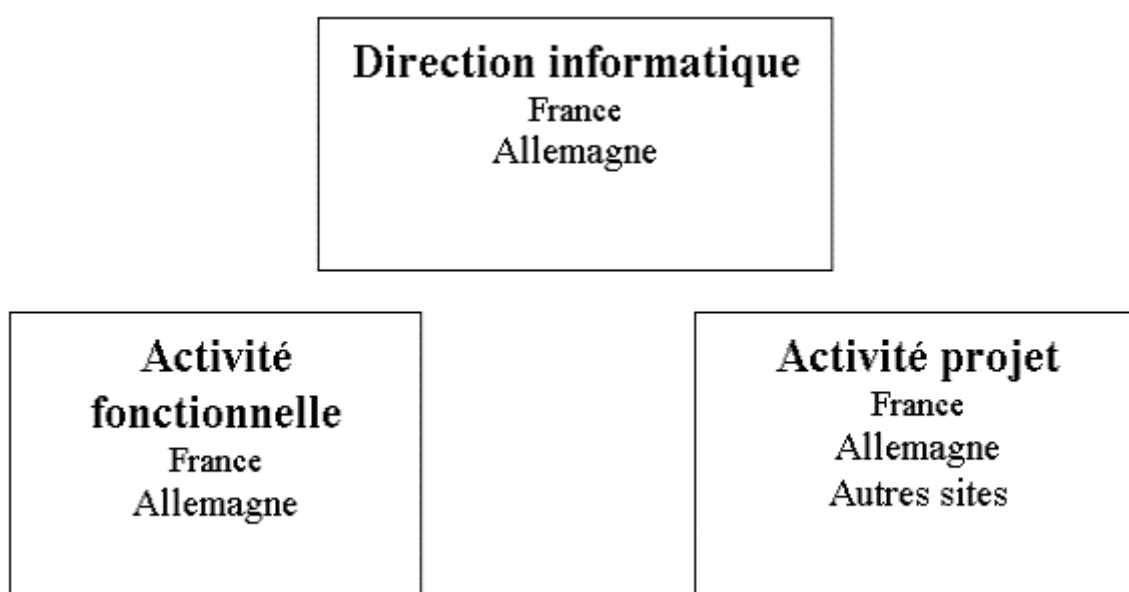 Direction informatique
France
Allemagne
Activité
fonctionnelle
France
Allemagne
Activité projet
France
Allemagne
Autres sites